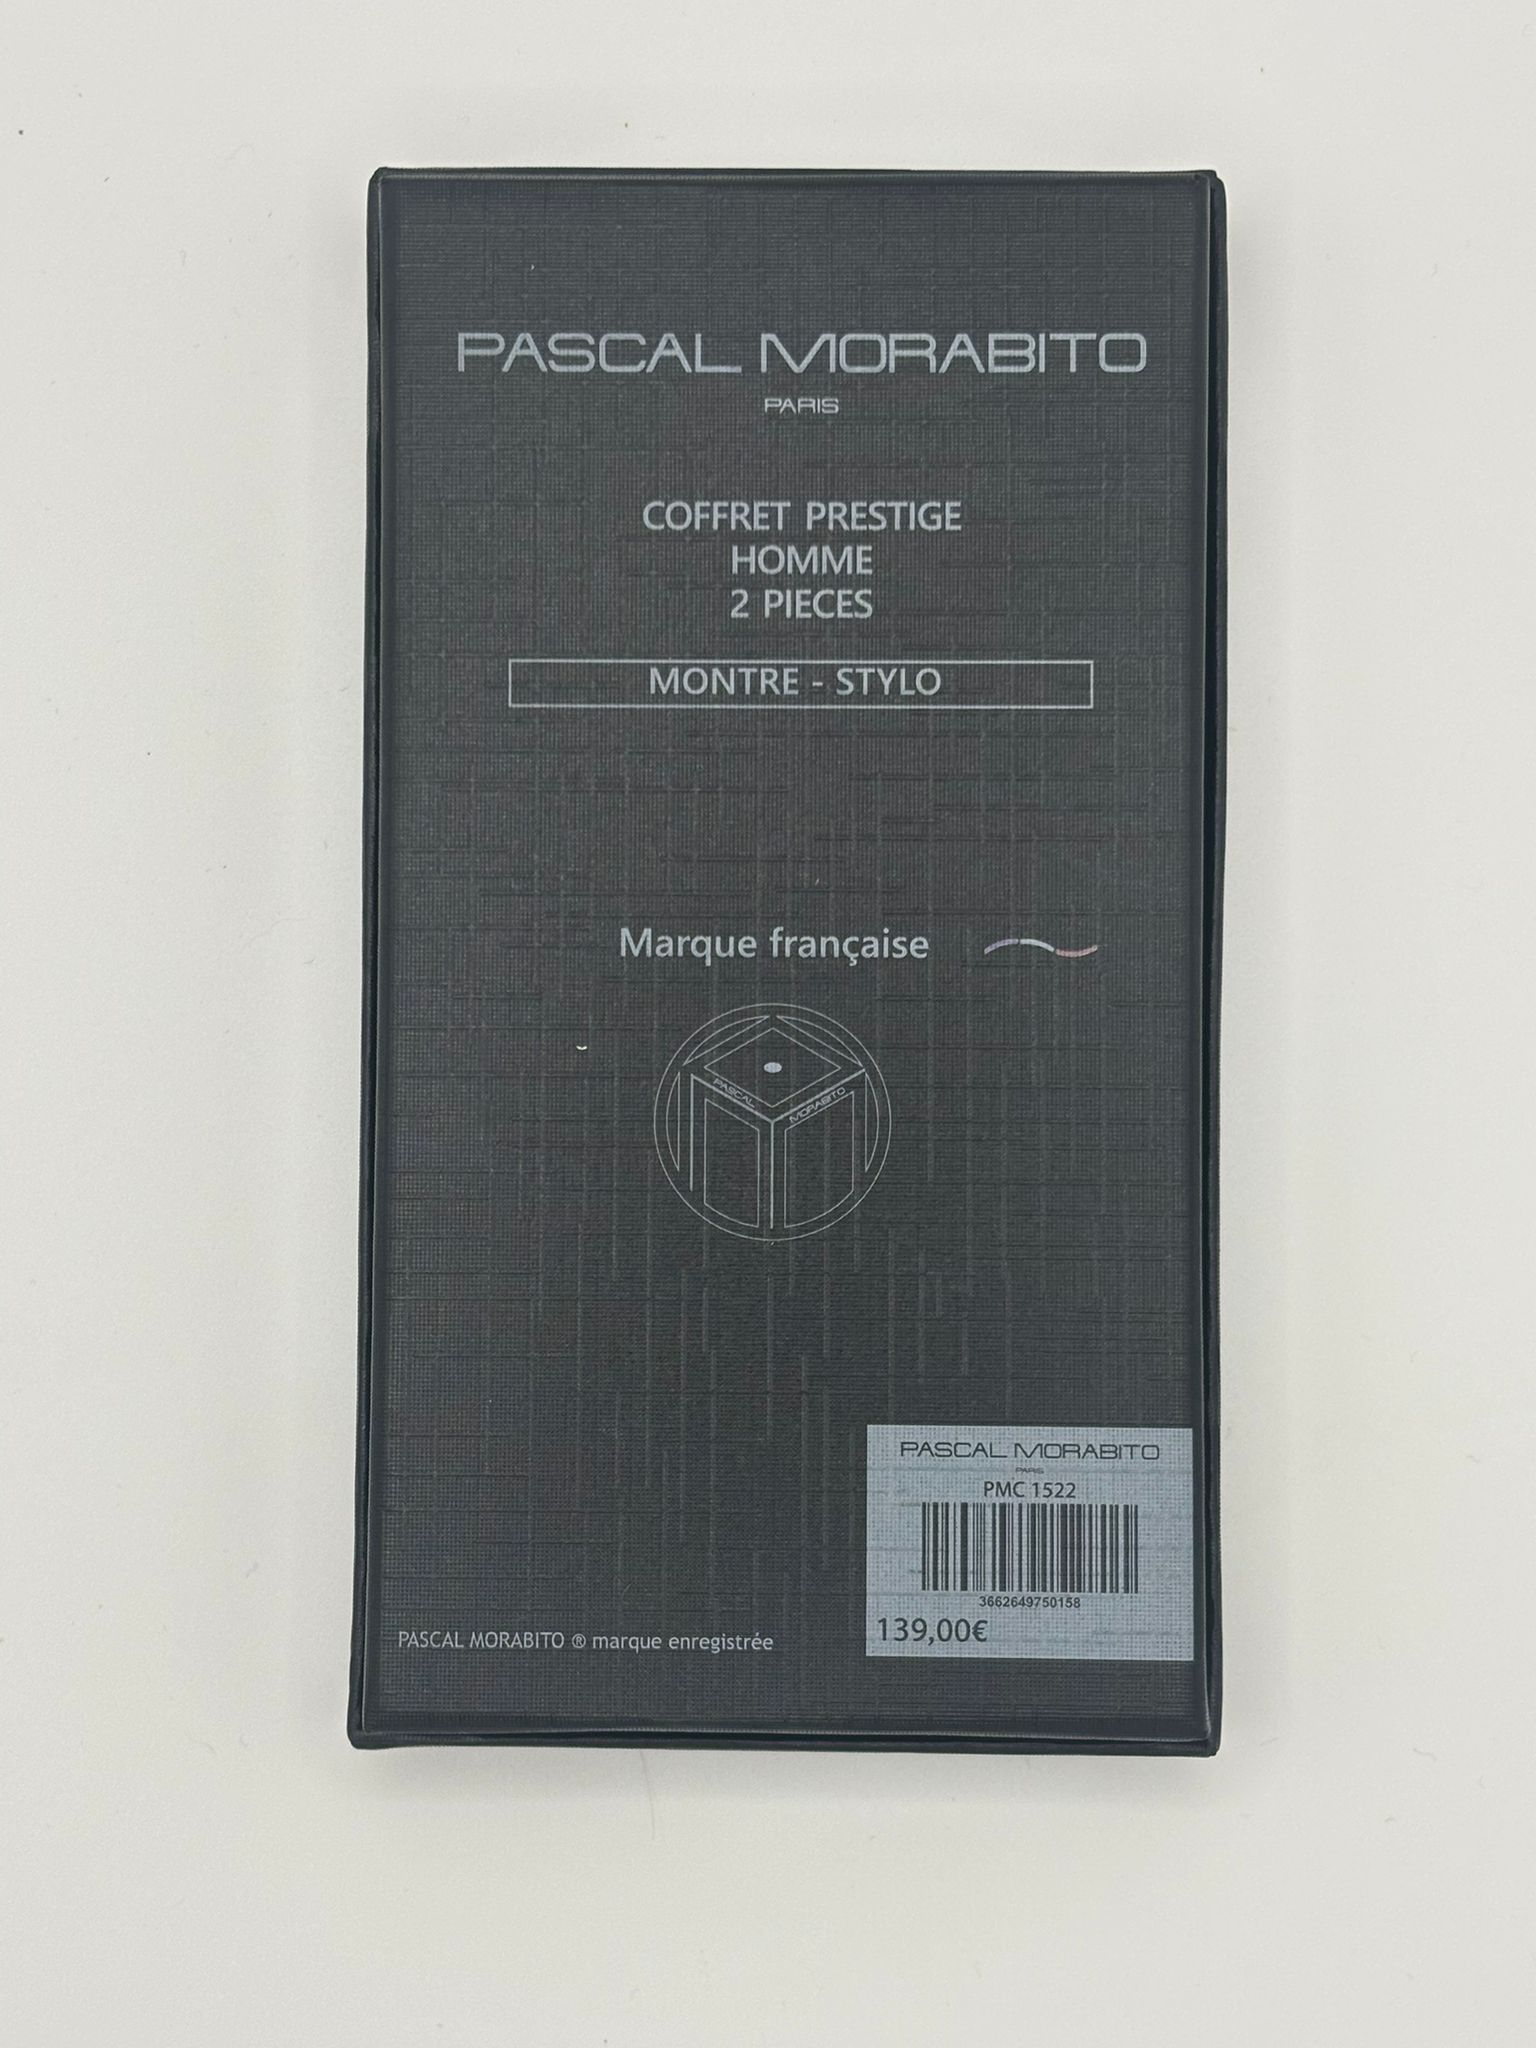 PASCAL MORABITO
PARIS
COFFRET PRESTIGE
HOMME
2 PIECES
MONTRE - STYLO
Marque française
PASCAL MORABITO
PASCAL MORABITO
PARIS
PMC 1522
3662649750158
139,00€
PASCAL MORABITO ® marque enregistrée